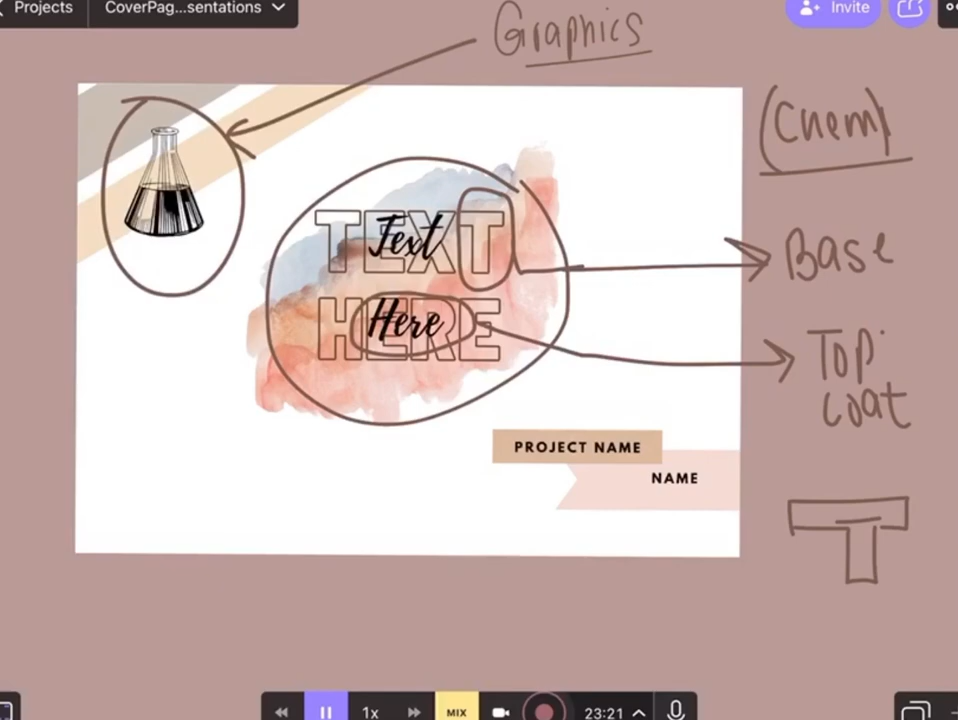 Projects
CoverPag...sentations
Invite
Graphics
(Chem)
TEXT
Text
Base
HERE
Here
Top
coat
PROJECT NAME
NAME
T
1x
MIX
23:21